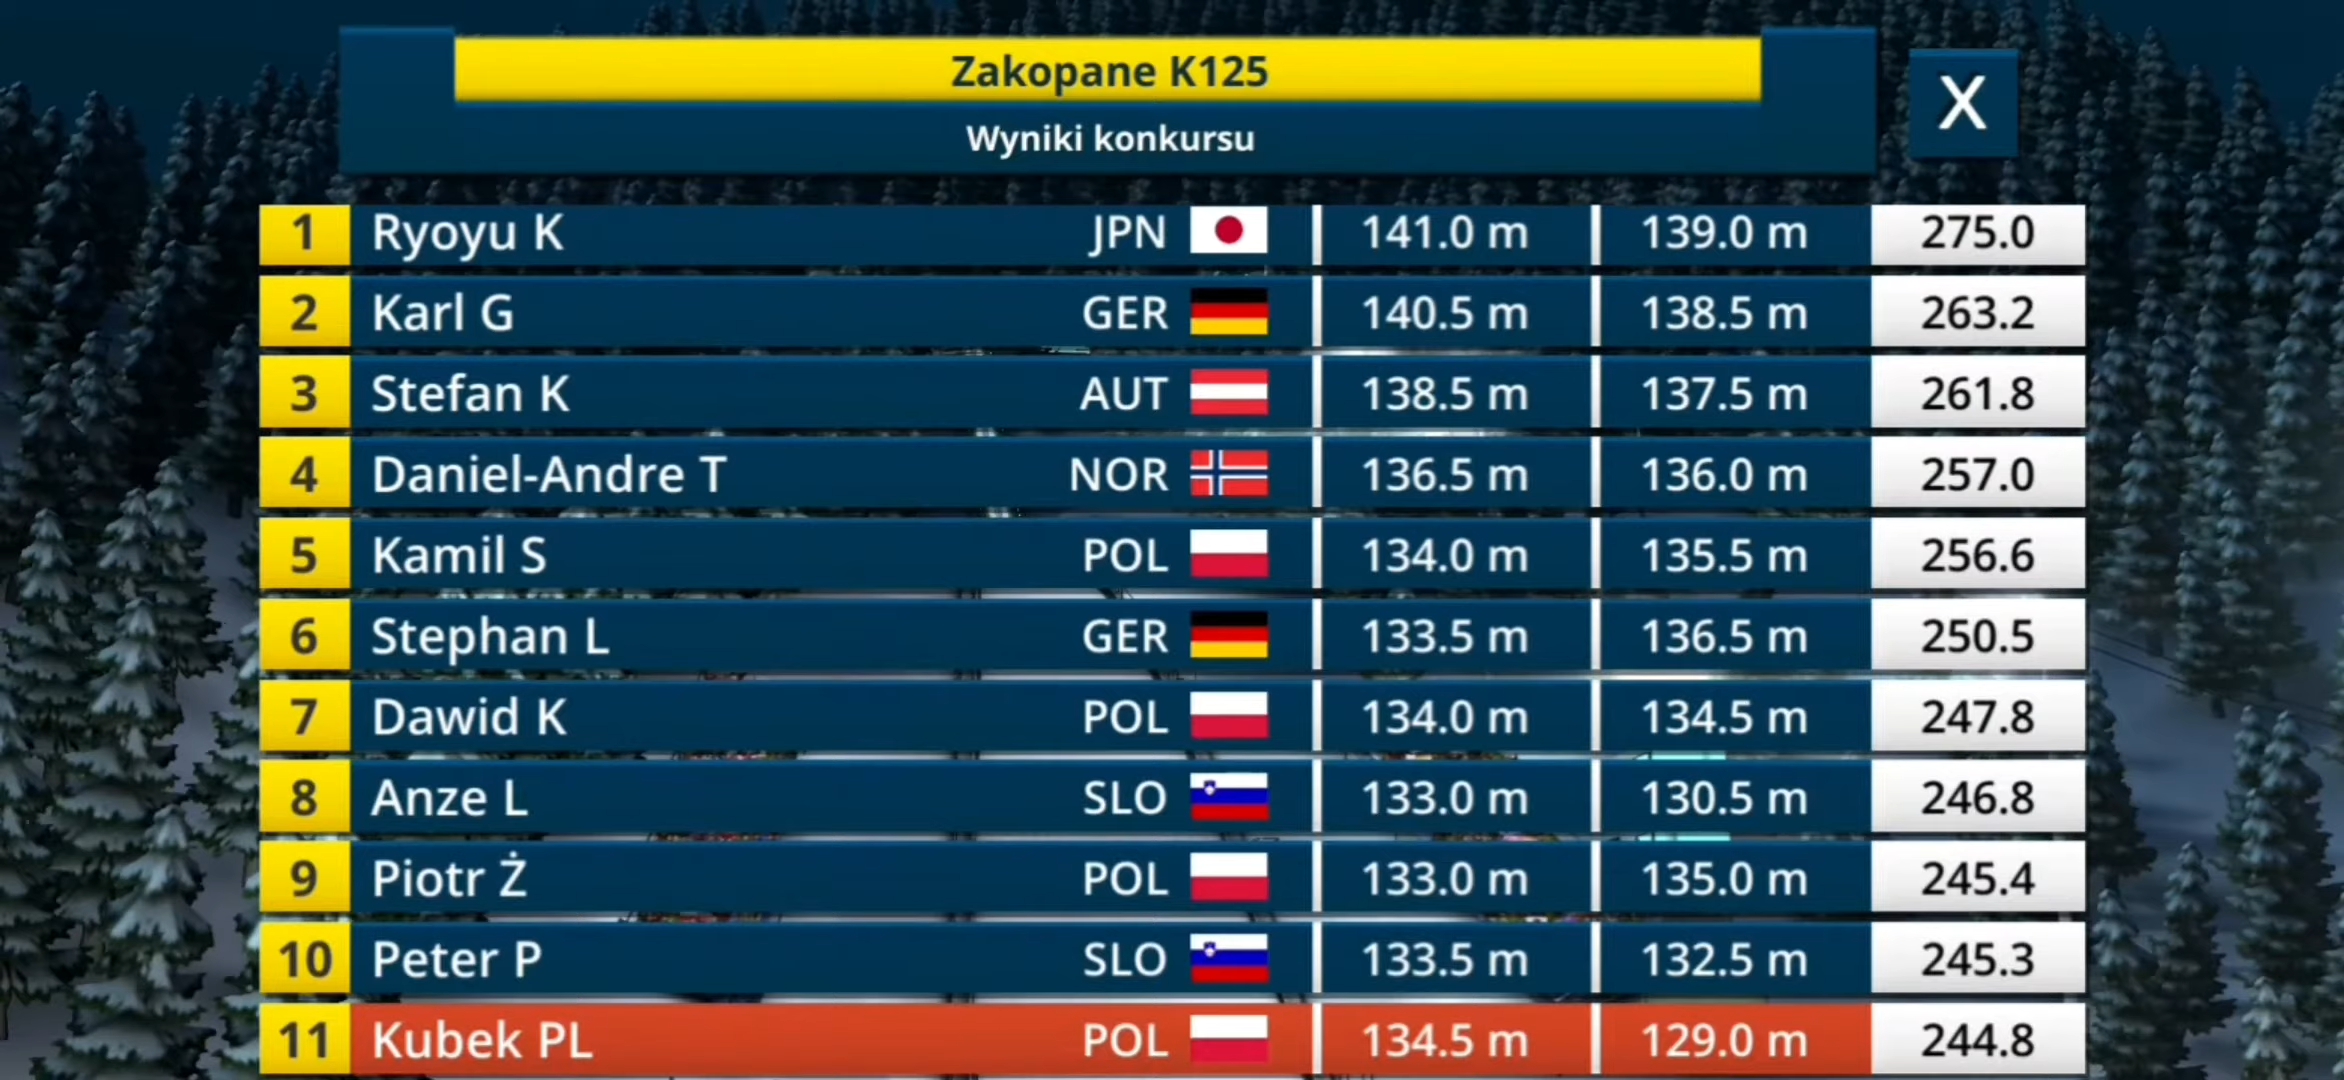 Zakopane K125
X
Wyniki konkursu
1 Ryoyu K JPN 141.0 m 139.0 m 275.0
2 Karl G GER 140.5 m 138.5 m 263.2
3 Stefan K AUT 138.5 m 137.5 m 261.8
4 Daniel-Andre T NOR 136.5 m 136.0 m 257.0
5 Kamil S POL 134.0 m 135.5 m 256.6
6 Stephan L GER 133.5 m 136.5 m 250.5
7 Dawid K POL 134.0 m 134.5 m 247.8
8 Anze L SLO 133.0 m 130.5 m 246.8
9 Piotr Ż POL 133.0 m 135.0 m 245.4
10 Peter P SLO 133.5 m 132.5 m 245.3
11 Kubek PL POL 134.5 m 129.0 m 244.8